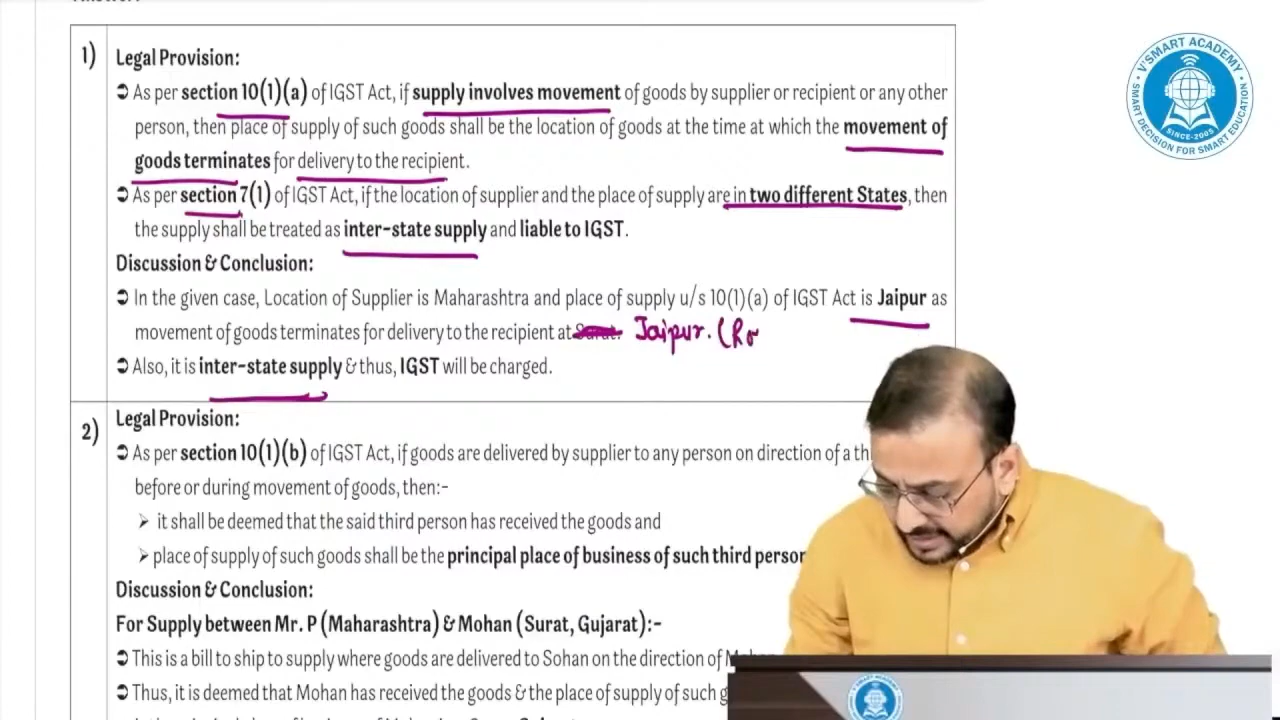 1)
Legal Provision:
➲ As per section 10(1)(a) of IGST Act, if supply involves movement of goods by supplier or recipient or any other
person, then place of supply of such goods shall be the location of goods at the time at which the movement of
goods terminates for delivery to the recipient.
➲ As per section 7(1) of IGST Act, if the location of supplier and the place of supply are in two different States, then
the supply shall be treated as inter-state supply and liable to IGST.
Discussion & Conclusion:
➲ In the given case, Location of Supplier is Maharashtra and place of supply u/s 10(1)(a) of IGST Act is Jaipur as
movement of goods terminates for delivery to the recipient at Jaipur. (Ra
➲ Also, it is inter-state supply & thus, IGST will be charged.
2)
Legal Provision:
➲ As per section 10(1)(b) of IGST Act, if goods are delivered by supplier to any person on direction of a
before or during movement of goods, then:-
➢ it shall be deemed that the said third person has received the goods and
➢ place of supply of such goods shall be the principal place of business of such third person
Discussion & Conclusion:
For Supply between Mr. P (Maharashtra) & Mohan (Surat, Gujarat):-
➲ This is a bill to ship to supply where goods are delivered to Sohan on the direction of
➲ Thus, it is deemed that Mohan has received the goods & the place of supply of such
V'SMART ACADEMY
SINCE-2005
SMART DECISION FOR SMART EDUCATION